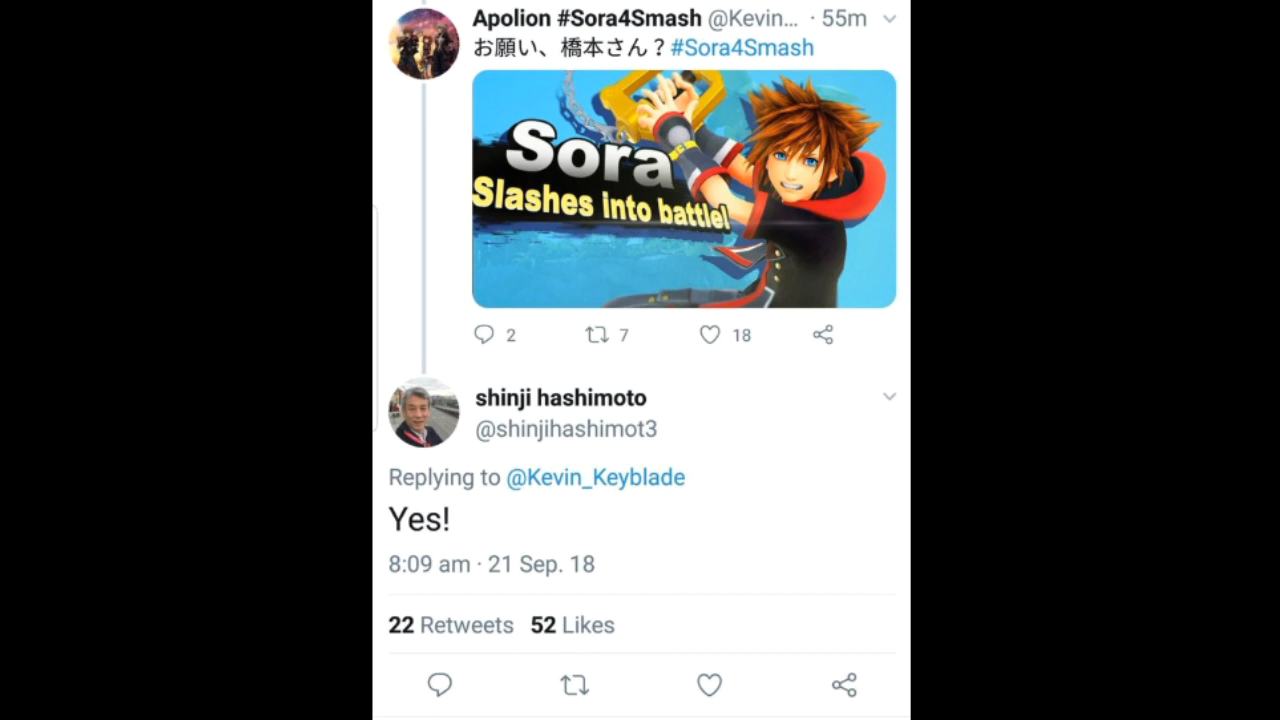 Apolion #Sora4Smash @Kevin... · 55m
お願い、橋本さん？#Sora4Smash
Sora
Slashes into battle!
2 7 18
shinji hashimoto
@shinjihashimot3
Replying to @Kevin_Keyblade
Yes!
8:09 am · 21 Sep. 18
22 Retweets 52 Likes